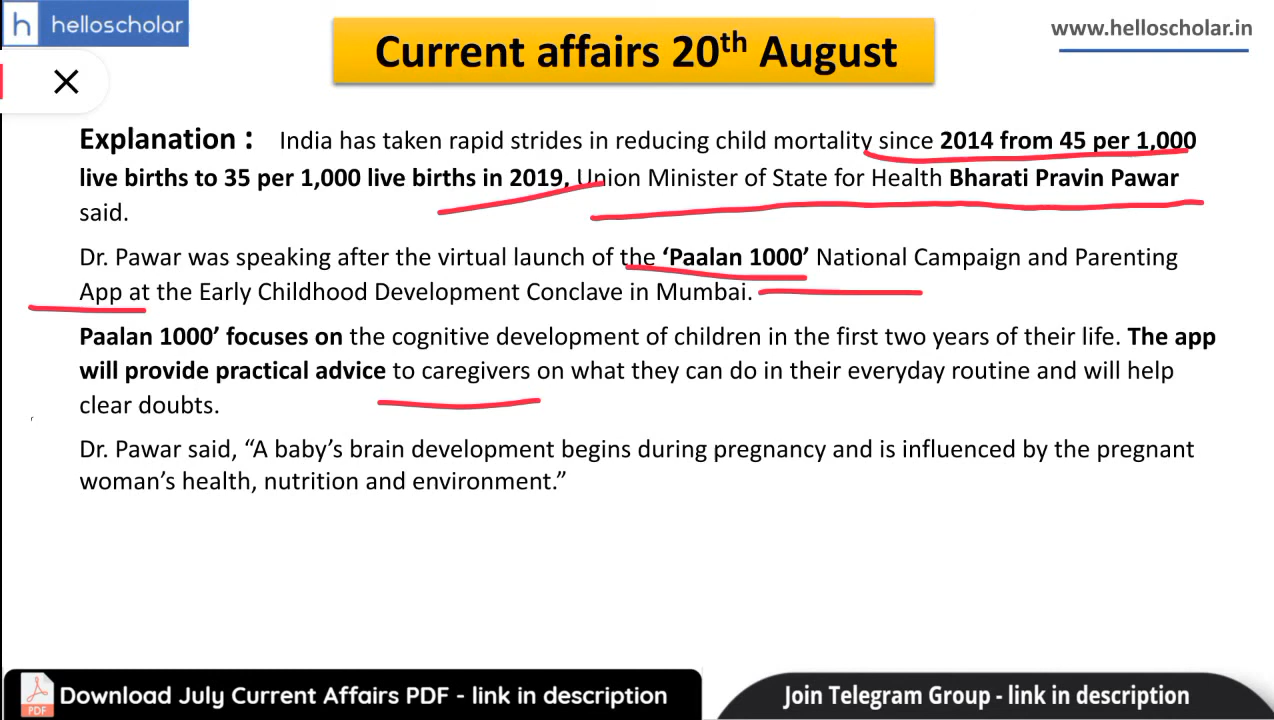 h helloscholar
www.helloscholar.in
Current affairs 20th August
Explanation : India has taken rapid strides in reducing child mortality since 2014 from 45 per 1,000
live births to 35 per 1,000 live births in 2019, Union Minister of State for Health Bharati Pravin Pawar
said.
Dr. Pawar was speaking after the virtual launch of the ‘Paalan 1000’ National Campaign and Parenting
App at the Early Childhood Development Conclave in Mumbai.
Paalan 1000’ focuses on the cognitive development of children in the first two years of their life. The app
will provide practical advice to caregivers on what they can do in their everyday routine and will help
clear doubts.
Dr. Pawar said, “A baby’s brain development begins during pregnancy and is influenced by the pregnant
woman’s health, nutrition and environment.”
PDF Download July Current Affairs PDF - link in description
Join Telegram Group - link in description